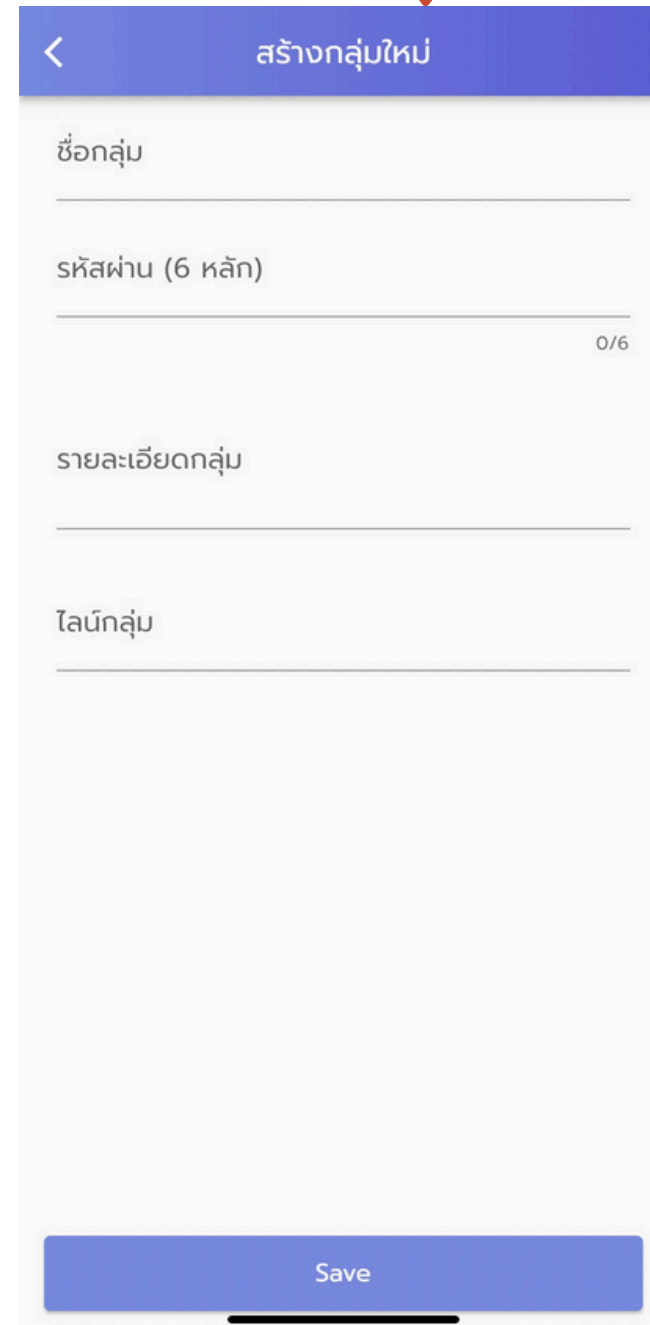 สร้างกลุ่มใหม่
ชื่อกลุ่ม
รหัสผ่าน (6 หลัก)
0/6
รายละเอียดกลุ่ม
ไลน์กลุ่ม
Save